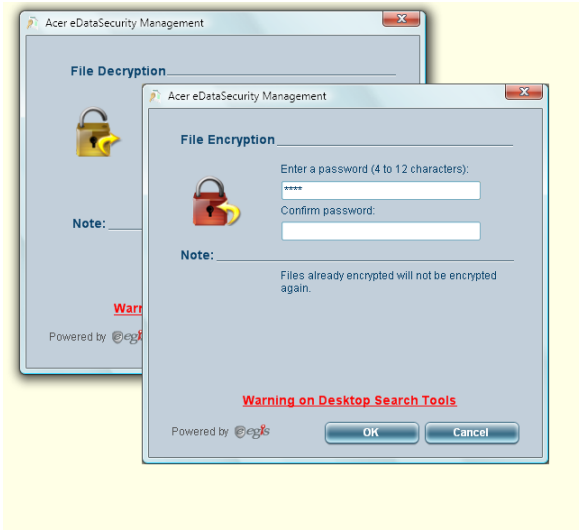 Acer eDataSecurity Management
File Decryption
Note:
Warn
Powered by egi
Acer eDataSecurity Management
File Encryption
Enter a password (4 to 12 characters):
****
Confirm password:
Note:
Files already encrypted will not be encrypted
again.
Warning on Desktop Search Tools
Powered by egis
OK
Cancel